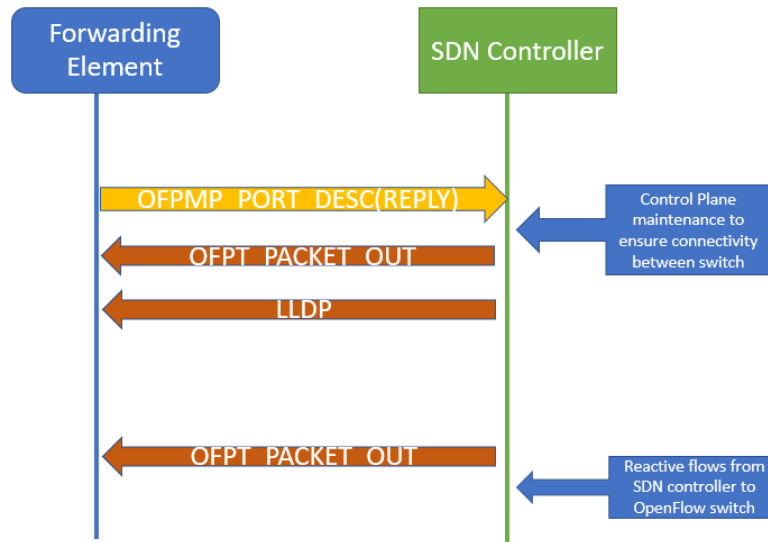 Forwarding
Element
SDN Controller
OFPMP_PORT_DESC(REPLY)
Control Plane
maintenance to
ensure connectivity
between switch
OFPT_PACKET_OUT
LLDP
OFPT_PACKET_OUT
Reactive flows from
SDN controller to
OpenFlow switch